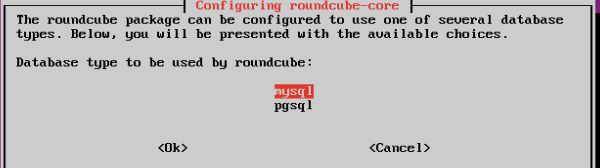 Configuring roundcube-core
The roundcube package can be configured to use one of several database
types. Below, you will be presented with the available choices.
Database type to be used by roundcube:
mysql
pgsql
<Ok> <Cancel>